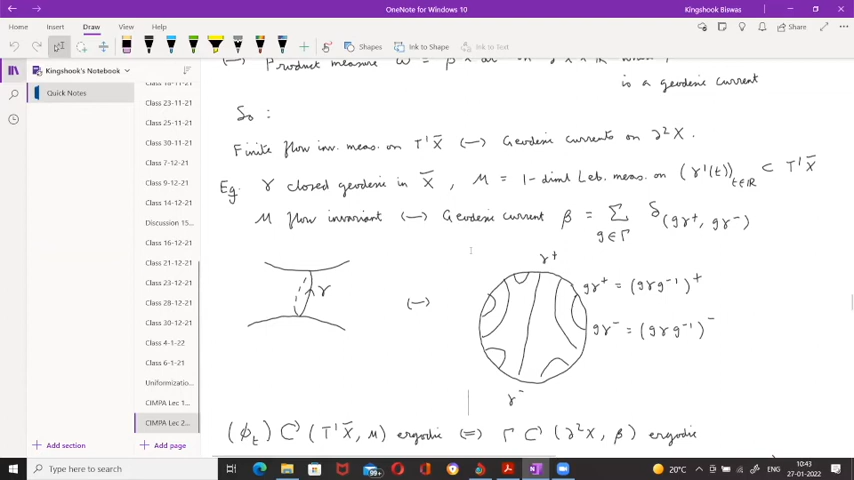 OneNote for Windows 10
Kingshook Biswas
Home
Insert
Draw
View
Help
Shapes
Ink to Shape
Ink to Text
Share
Kingshook's Notebook
Quick Notes
Class 23-11-21
Class 25-11-21
Class 30-11-21
Class 7-12-21
Class 9-12-21
Class 14-12-21
Discussion 15...
Class 16-12-21
Class 21-12-21
Class 23-12-21
Class 28-12-21
Class 30-12-21
Class 4-1-22
Class 6-1-21
Uniformizatio...
CIMPA Lec 1...
CIMPA Lec 2...
Add section
Add page
Product measure
is a geodesic current
So :
Finite flow inv. meas. on T¹X̄ ⟷ Geodesic currents on ∂²X.
Eg. γ closed geodesic in X̄ , μ = 1-diml Leb. meas. on (γ'(t))_{t∈ℝ} ⊂ T¹X̄
μ flow invariant ⟷ Geodesic current β = Σ_{g∈Γ} δ_{(gγ⁺, gγ⁻)}
γ
⟷
γ⁺
gγ⁺ = (gγg⁻¹)⁺
gγ⁻ = (gγg⁻¹)⁻
γ⁻
(φ_t) ↻ (T¹X̄, μ) ergodic ⟺ Γ ↻ (∂²X, β) ergodic
Type here to search
99+
20°C
ENG
10:43
27-01-2022